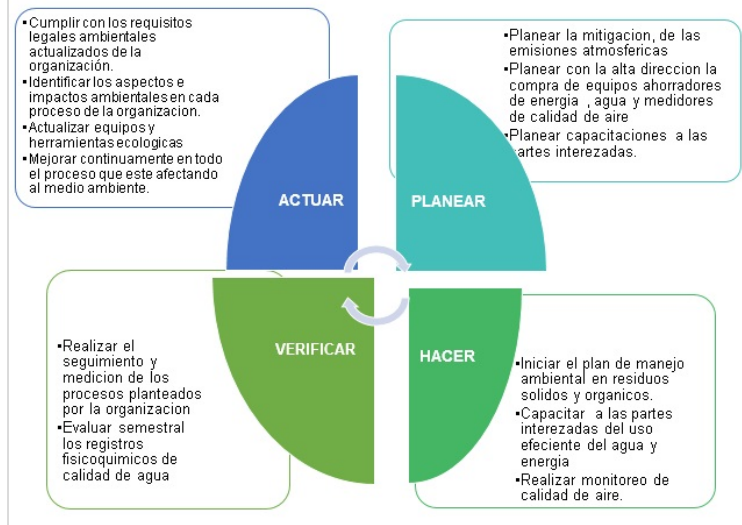 ▪Cumplir con los requisitos
legales ambientales
actualizados de la
organización.
▪Identificar los aspectos e
impactos ambientales en cada
proceso de la organizacion.
▪Actualizar equipos y
herramientas ecologicas
▪Mejorar continuamente en todo
el proceso que este afectando
al medio ambiente.
ACTUAR
▪Planear la mitigacion, de las
emisiones atmosfericas
▪Planear con la alta direccion la
compra de equipos ahorradores
de energia , agua y medidores
de calidad de aire
▪Planear capacitaciones a las
partes interezadas.
PLANEAR
▪Realizar el
seguimiento y
medicion de los
procesos planteados
por la organizacion
▪Evaluar semestral
los registros
fisicoquimicos de
calidad de agua
VERIFICAR
HACER
▪Iniciar el plan de manejo
ambiental en residuos
solidos y organicos.
▪Capacitar a las partes
interezadas del uso
efeciente del agua y
energia
▪Realizar monitoreo de
calidad de aire.